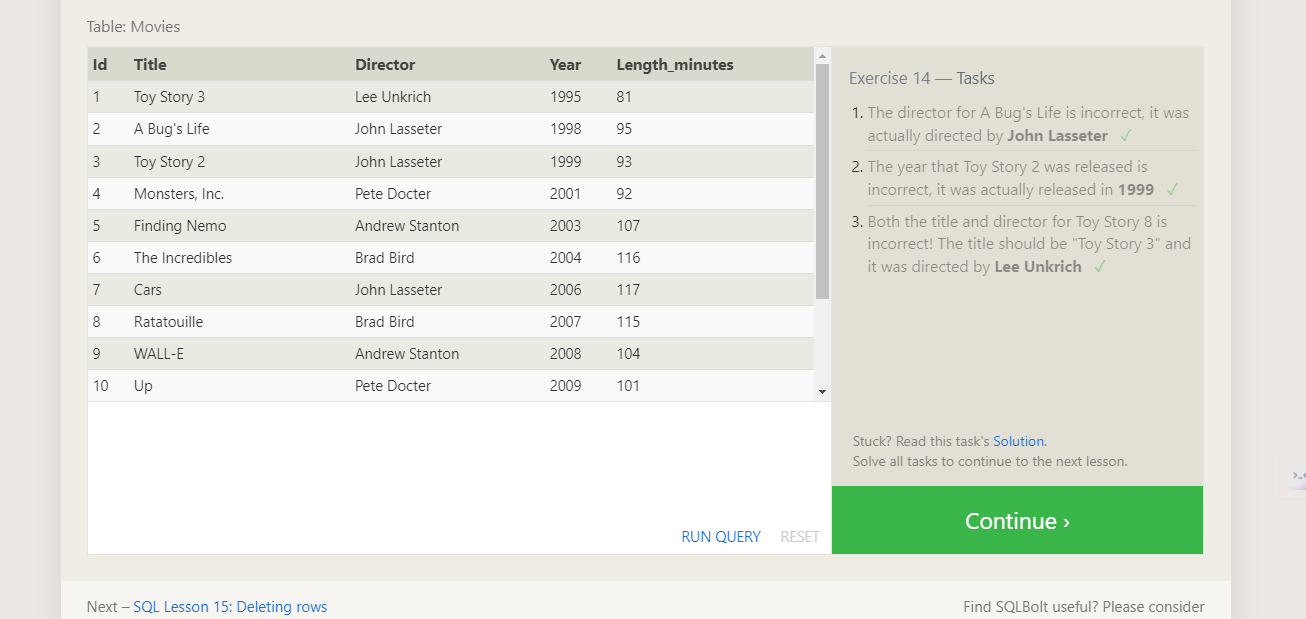 Table: Movies
Id Title Director Year Length_minutes
1 Toy Story 3 Lee Unkrich 1995 81
2 A Bug's Life John Lasseter 1998 95
3 Toy Story 2 John Lasseter 1999 93
4 Monsters, Inc. Pete Docter 2001 92
5 Finding Nemo Andrew Stanton 2003 107
6 The Incredibles Brad Bird 2004 116
7 Cars John Lasseter 2006 117
8 Ratatouille Brad Bird 2007 115
9 WALL-E Andrew Stanton 2008 104
10 Up Pete Docter 2009 101
RUN QUERY RESET
Exercise 14 — Tasks
1. The director for A Bug's Life is incorrect, it was
actually directed by John Lasseter ✓
2. The year that Toy Story 2 was released is
incorrect, it was actually released in 1999 ✓
3. Both the title and director for Toy Story 8 is
incorrect! The title should be "Toy Story 3" and
it was directed by Lee Unkrich ✓
Stuck? Read this task's Solution.
Solve all tasks to continue to the next lesson.
Continue ›
Next – SQL Lesson 15: Deleting rows
Find SQLBolt useful? Please consider